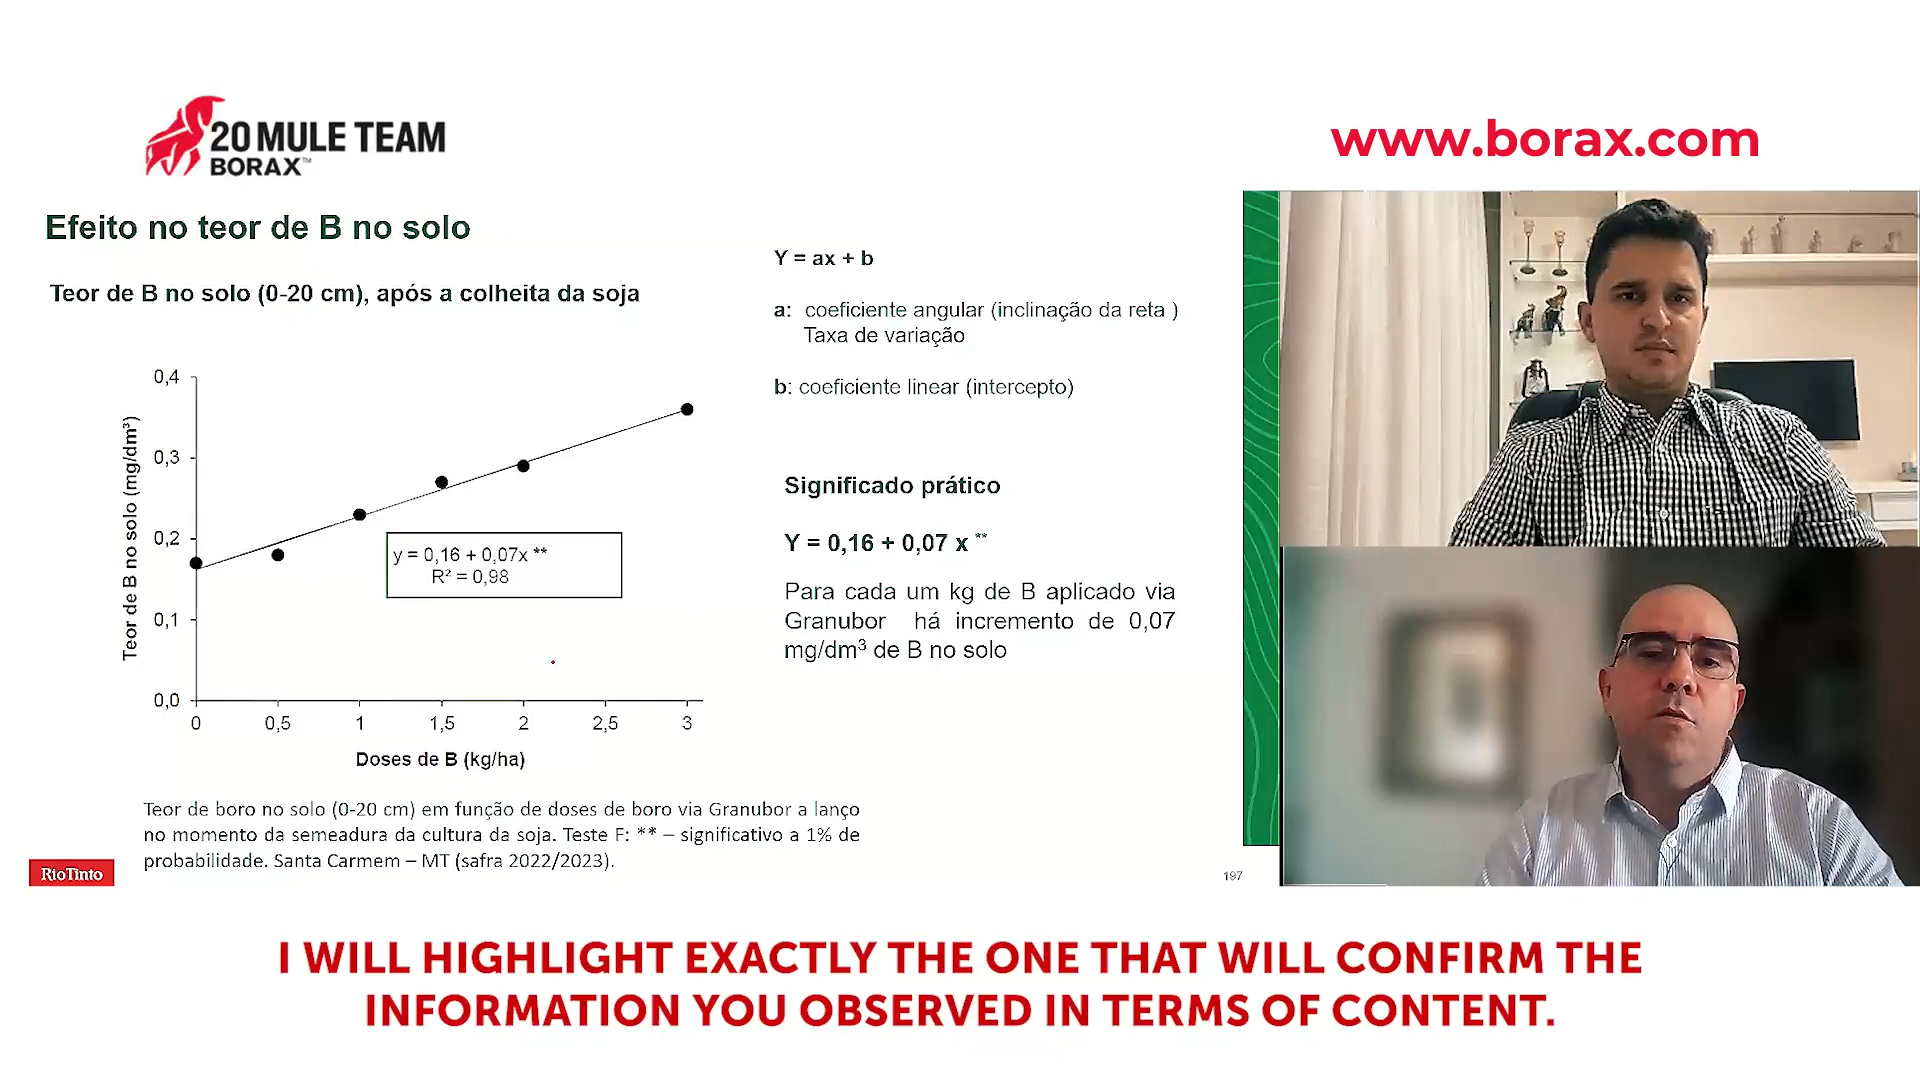 20 MULE TEAM
BORAX™
www.borax.com
Efeito no teor de B no solo
Teor de B no solo (0-20 cm), após a colheita da soja
Teor de B no solo (mg/dm³)
0,4
0,3
0,2
0,1
0,0
0 0,5 1 1,5 2 2,5 3
Doses de B (kg/ha)
y = 0,16 + 0,07x **
R² = 0,98
Y = ax + b
a: coeficiente angular (inclinação da reta )
Taxa de variação
b: coeficiente linear (intercepto)
Significado prático
Y = 0,16 + 0,07 x **
Para cada um kg de B aplicado via
Granubor há incremento de 0,07
mg/dm³ de B no solo
Teor de boro no solo (0-20 cm) em função de doses de boro via Granubor a lanço
no momento da semeadura da cultura da soja. Teste F: ** – significativo a 1% de
probabilidade. Santa Carmem – MT (safra 2022/2023).
RioTinto
197
I WILL HIGHLIGHT EXACTLY THE ONE THAT WILL CONFIRM THE
INFORMATION YOU OBSERVED IN TERMS OF CONTENT.